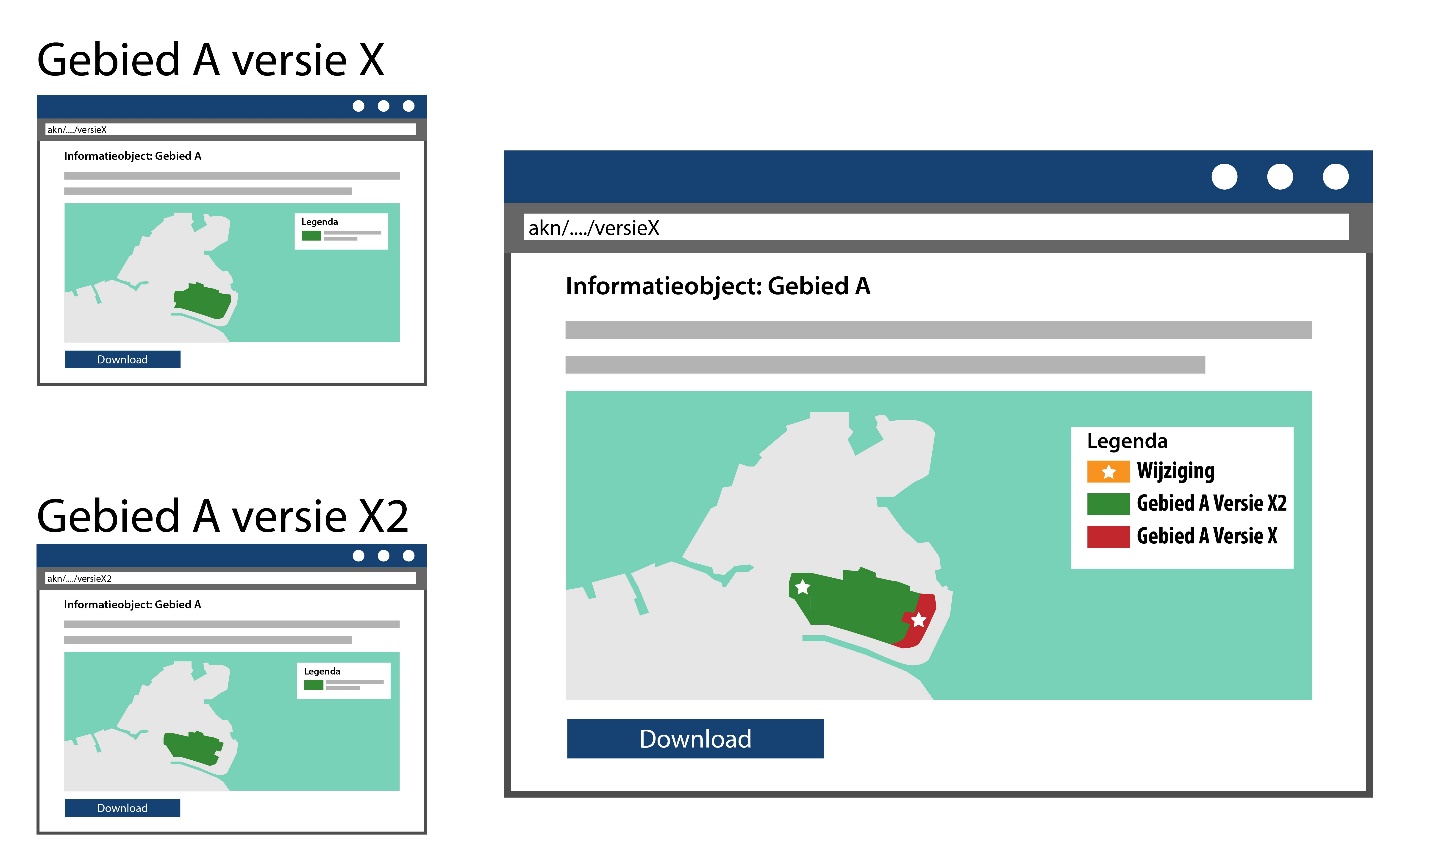 Gebied A versie X
akn/..../versieX
Informatieobject: Gebied A
Legenda
Download
Gebied A versie X2
akn/..../versieX2
Informatieobject: Gebied A
Legenda
Download
akn/..../versieX
Informatieobject: Gebied A
Legenda
Wijziging
Gebied A Versie X2
Gebied A Versie X
Download